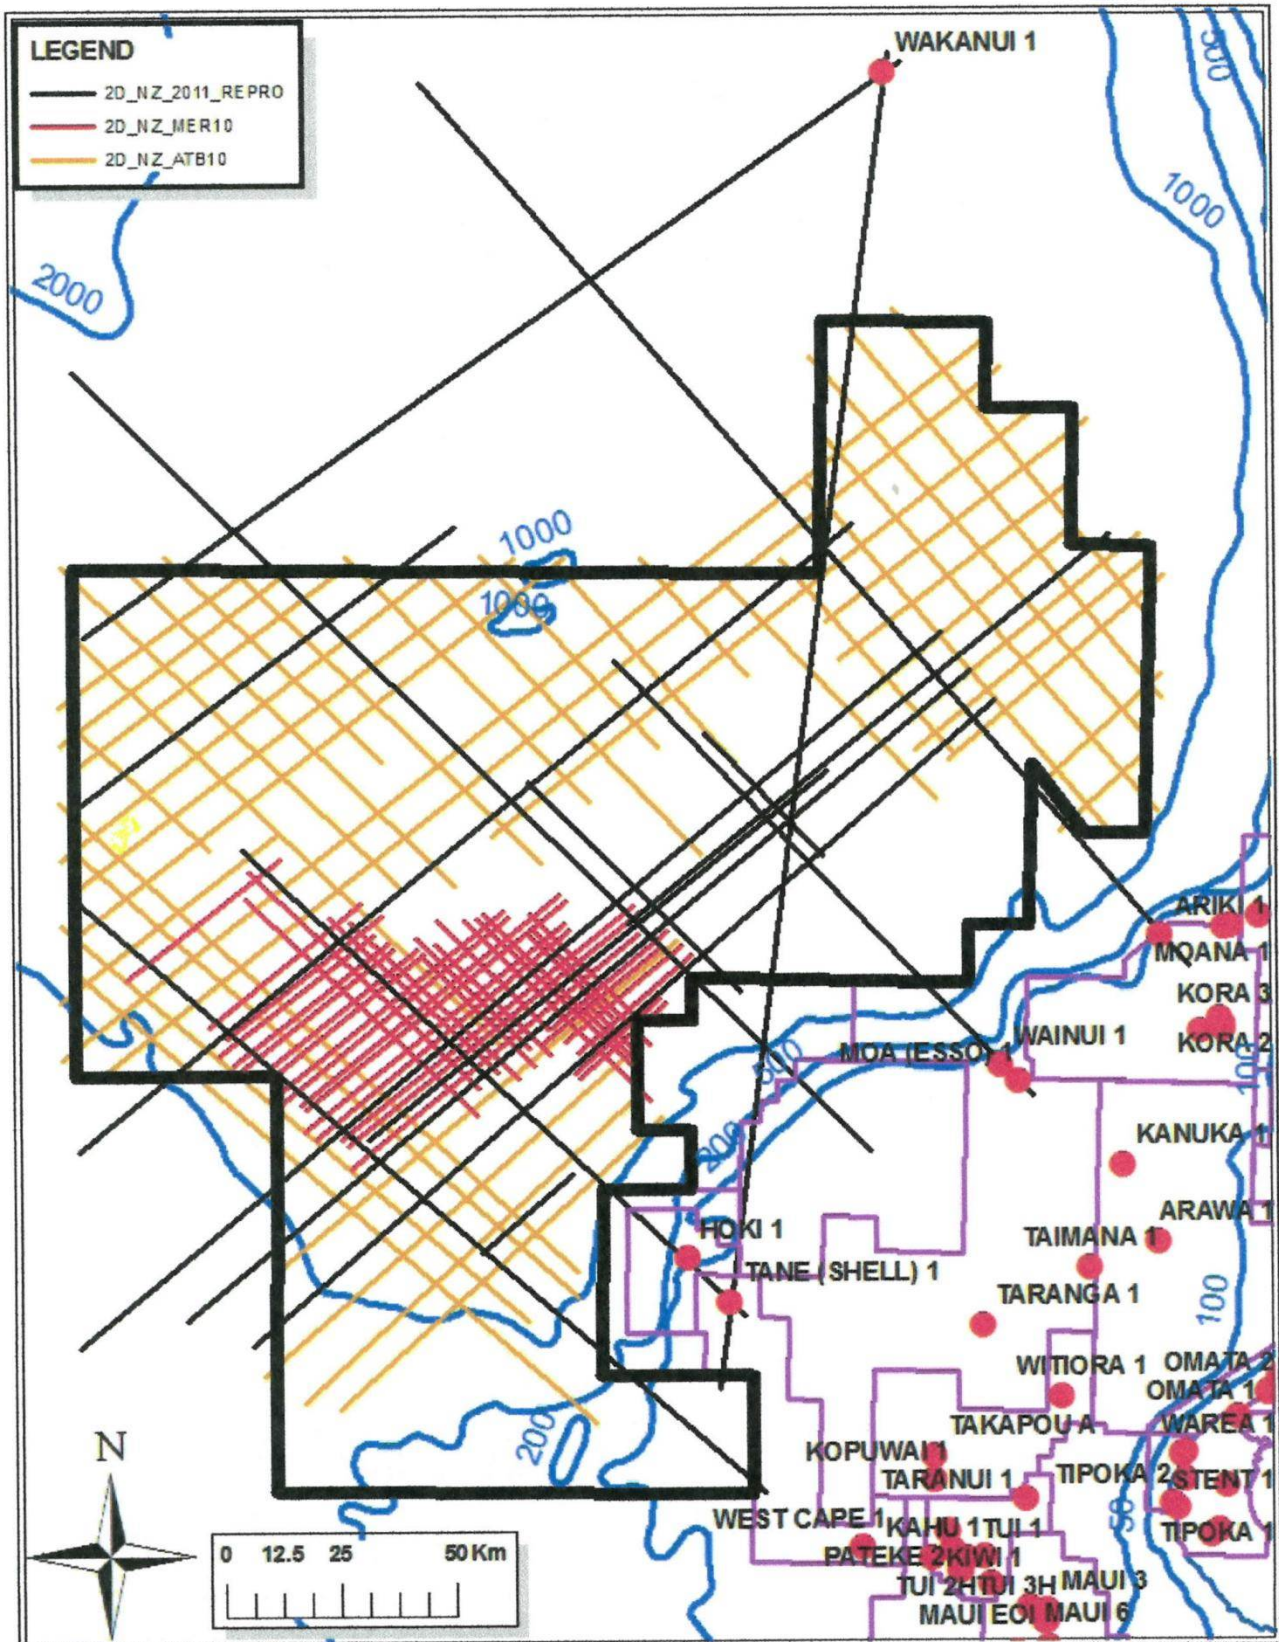 LEGEND
2D_NZ_2011_REPRO
2D_NZ_MER10
2D_NZ_ATB10
WAKANUI 1
500
1000
2000
1000
1000
ARIKI 1
MOANA 1
KORA 3
WAINUI 1
KORA 2
MOA (ESSO) 1
500
100
KANUKA 1
200
ARAWA 1
HOKI 1
TAIMANA 1
TANE (SHELL) 1
TARANGA 1
100
WITIORA 1
OMATA 2
OMATA 1
TAKAPOU A
WAREA 1
200
KOPUWAI 1
TARANUI 1
TIPOKA 2
STENT 1
50
WEST CAPE 1
KAHU 1
TUI 1
TIPOKA 1
PATEKE 2
KIWI 1
TUI 2H
TUI 3H
MAUI 3
MAUI EOI
MAUI 6
N
0 12.5 25 50 Km